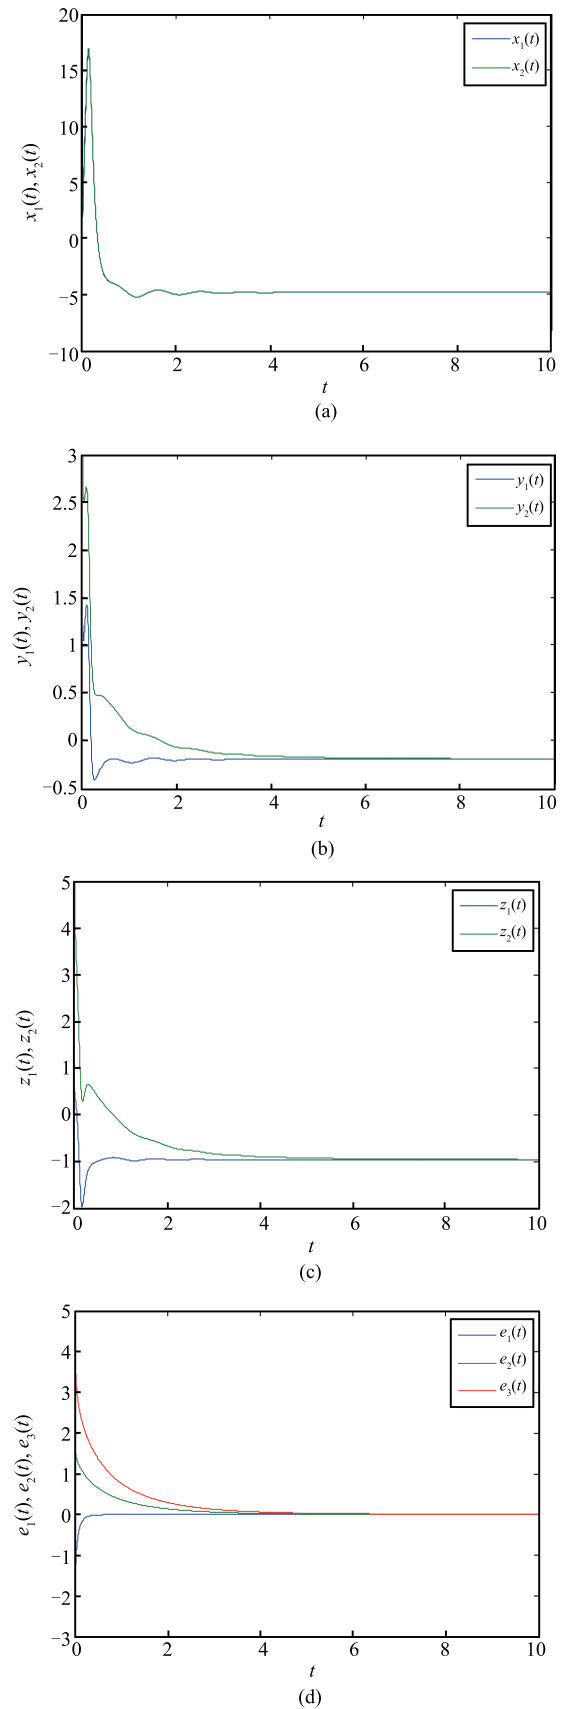 20
15
10
5
0
−5
−10
x₁(t), x₂(t)
x₁(t)
x₂(t)
0 2 4 6 8 10
t
(a)
3
2.5
2
1.5
1
0.5
0
−0.5
y₁(t), y₂(t)
y₁(t)
y₂(t)
0 2 4 6 8 10
t
(b)
5
4
3
2
1
0
−1
−2
z₁(t), z₂(t)
z₁(t)
z₂(t)
0 2 4 6 8 10
t
(c)
5
4
3
2
1
0
−1
−2
−3
e₁(t), e₂(t), e₃(t)
e₁(t)
e₂(t)
e₃(t)
0 2 4 6 8 10
t
(d)